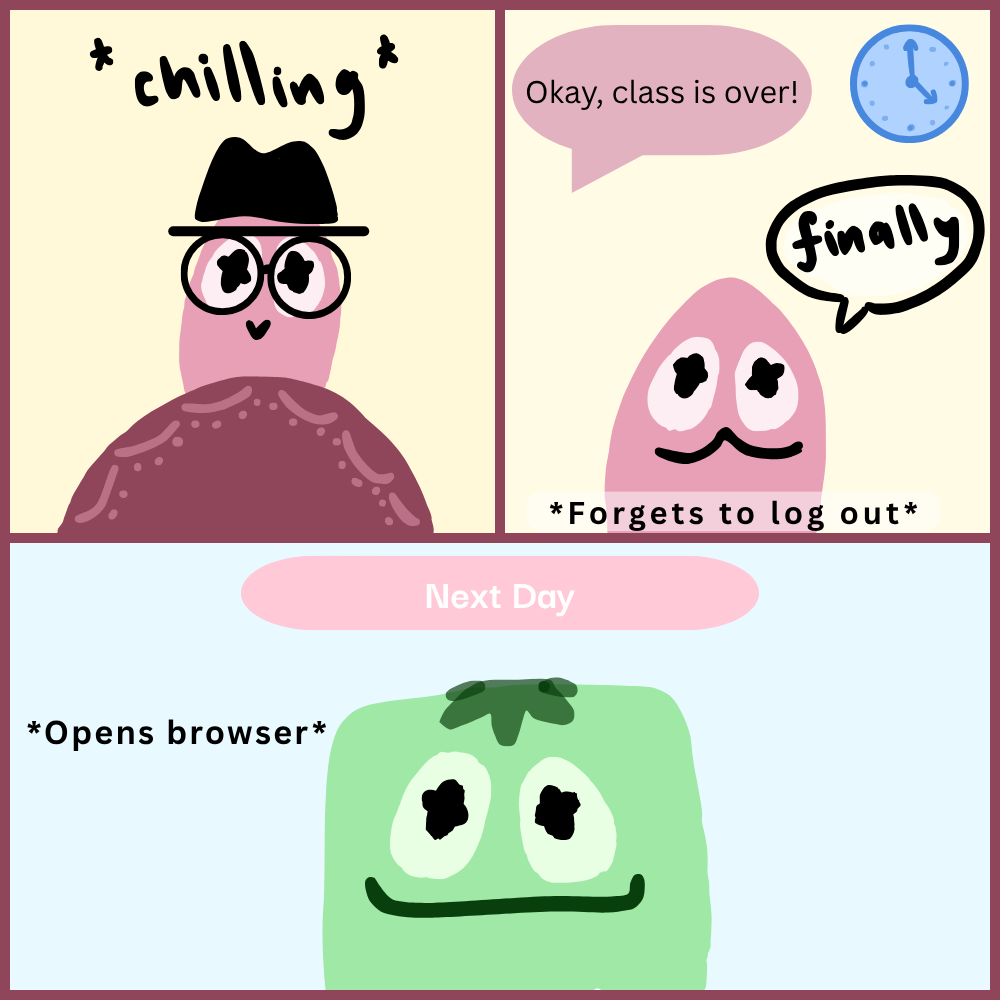 *chilling*
Okay, class is over!
finally
*Forgets to log out*
Next Day
*Opens browser*